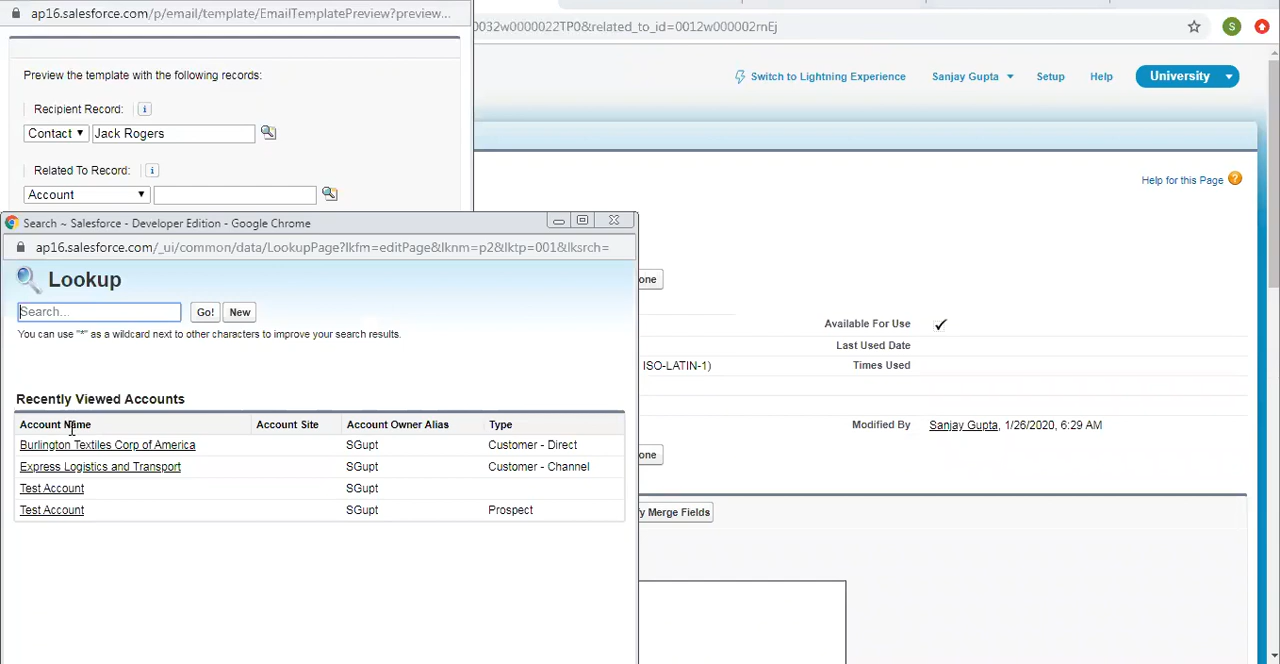 ap16.salesforce.com/p/email/template/EmailTemplatePreview?preview...
032w0000022TP0&related_to_id=0012w000002rnEj
S
Switch to Lightning Experience
Sanjay Gupta
Setup
Help
University
Preview the template with the following records:
Recipient Record:
i
Contact
Jack Rogers
Related To Record:
i
Account
Help for this Page ?
Search ~ Salesforce - Developer Edition - Google Chrome
ap16.salesforce.com/_ui/common/data/LookupPage?lkfm=editPage&lknm=p2&lktp=001&lksrch=
Lookup
Search...
Go!
New
You can use "*" as a wildcard next to other characters to improve your search results.
Recently Viewed Accounts
Account Name Account Site Account Owner Alias Type
Burlington Textiles Corp of America SGupt Customer - Direct
Express Logistics and Transport SGupt Customer - Channel
Test Account SGupt
Test Account SGupt Prospect
one
Available For Use
Last Used Date
ISO-LATIN-1)
Times Used
Modified By Sanjay Gupta, 1/26/2020, 6:29 AM
one
fy Merge Fields